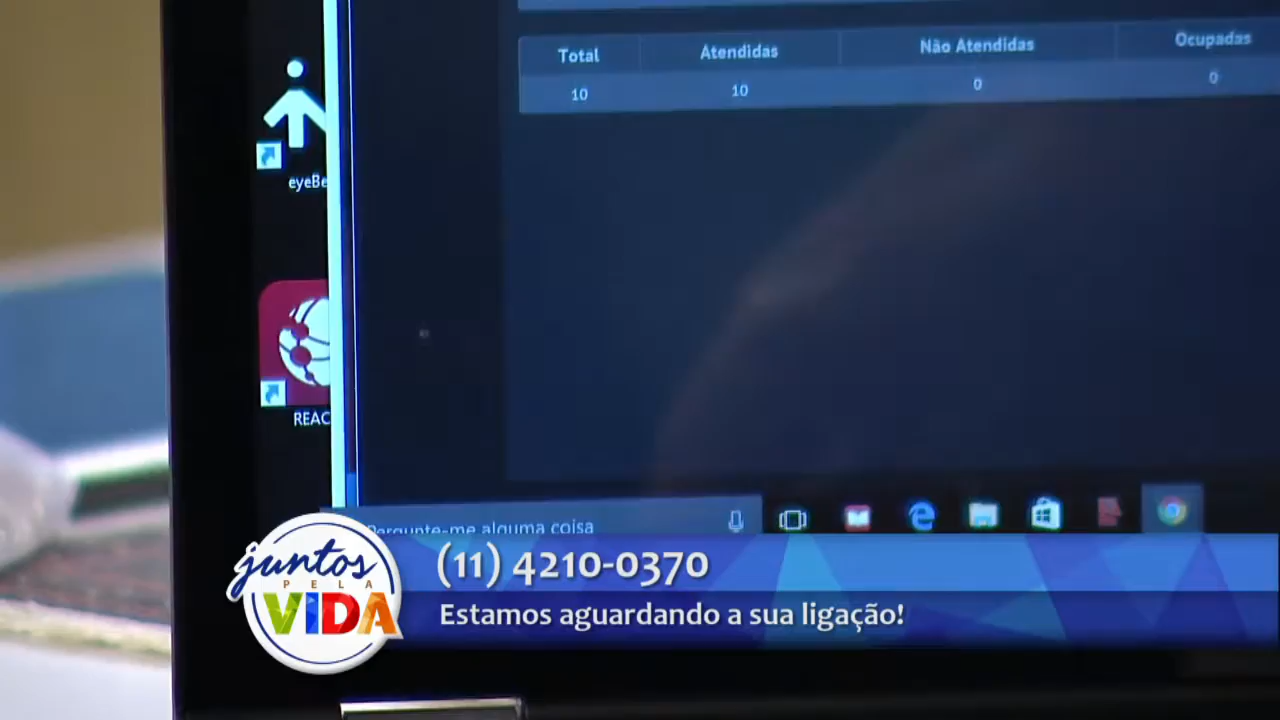 Total Atendidas Não Atendidas Ocupadas
10 10 0 0
eyeBe
REAC
Pergunte-me alguma coisa
juntos
PELA
VIDA
(11) 4210-0370
Estamos aguardando a sua ligação!